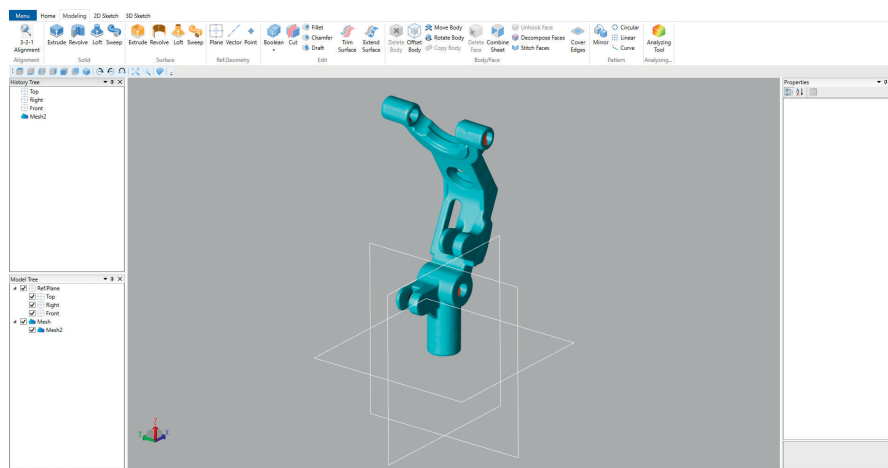 Menu Home Modeling 2D Sketch 3D Sketch
3-2-1 Alignment
Extrude Revolve Loft Sweep
Extrude Revolve Loft Sweep
Plane Vector Point
Boolean Cut
Fillet
Chamfer
Draft
Trim Surface
Extend Surface
Delete Body
Offset Body
Move Body
Rotate Body
Copy Body
Delete Face
Combine Sheet
Unhook Face
Decompose Faces
Stitch Faces
Cover Edges
Mirror
Circular
Linear
Curve
Analyzing Tool
Alignment Solid Surface Ref.Geometry Edit Body/Face Pattern Analyzing...
History Tree
Top
Right
Front
Mesh2
Model Tree
Ref.Plane
Top
Right
Front
Mesh
Mesh2
Properties
Z
Y
X